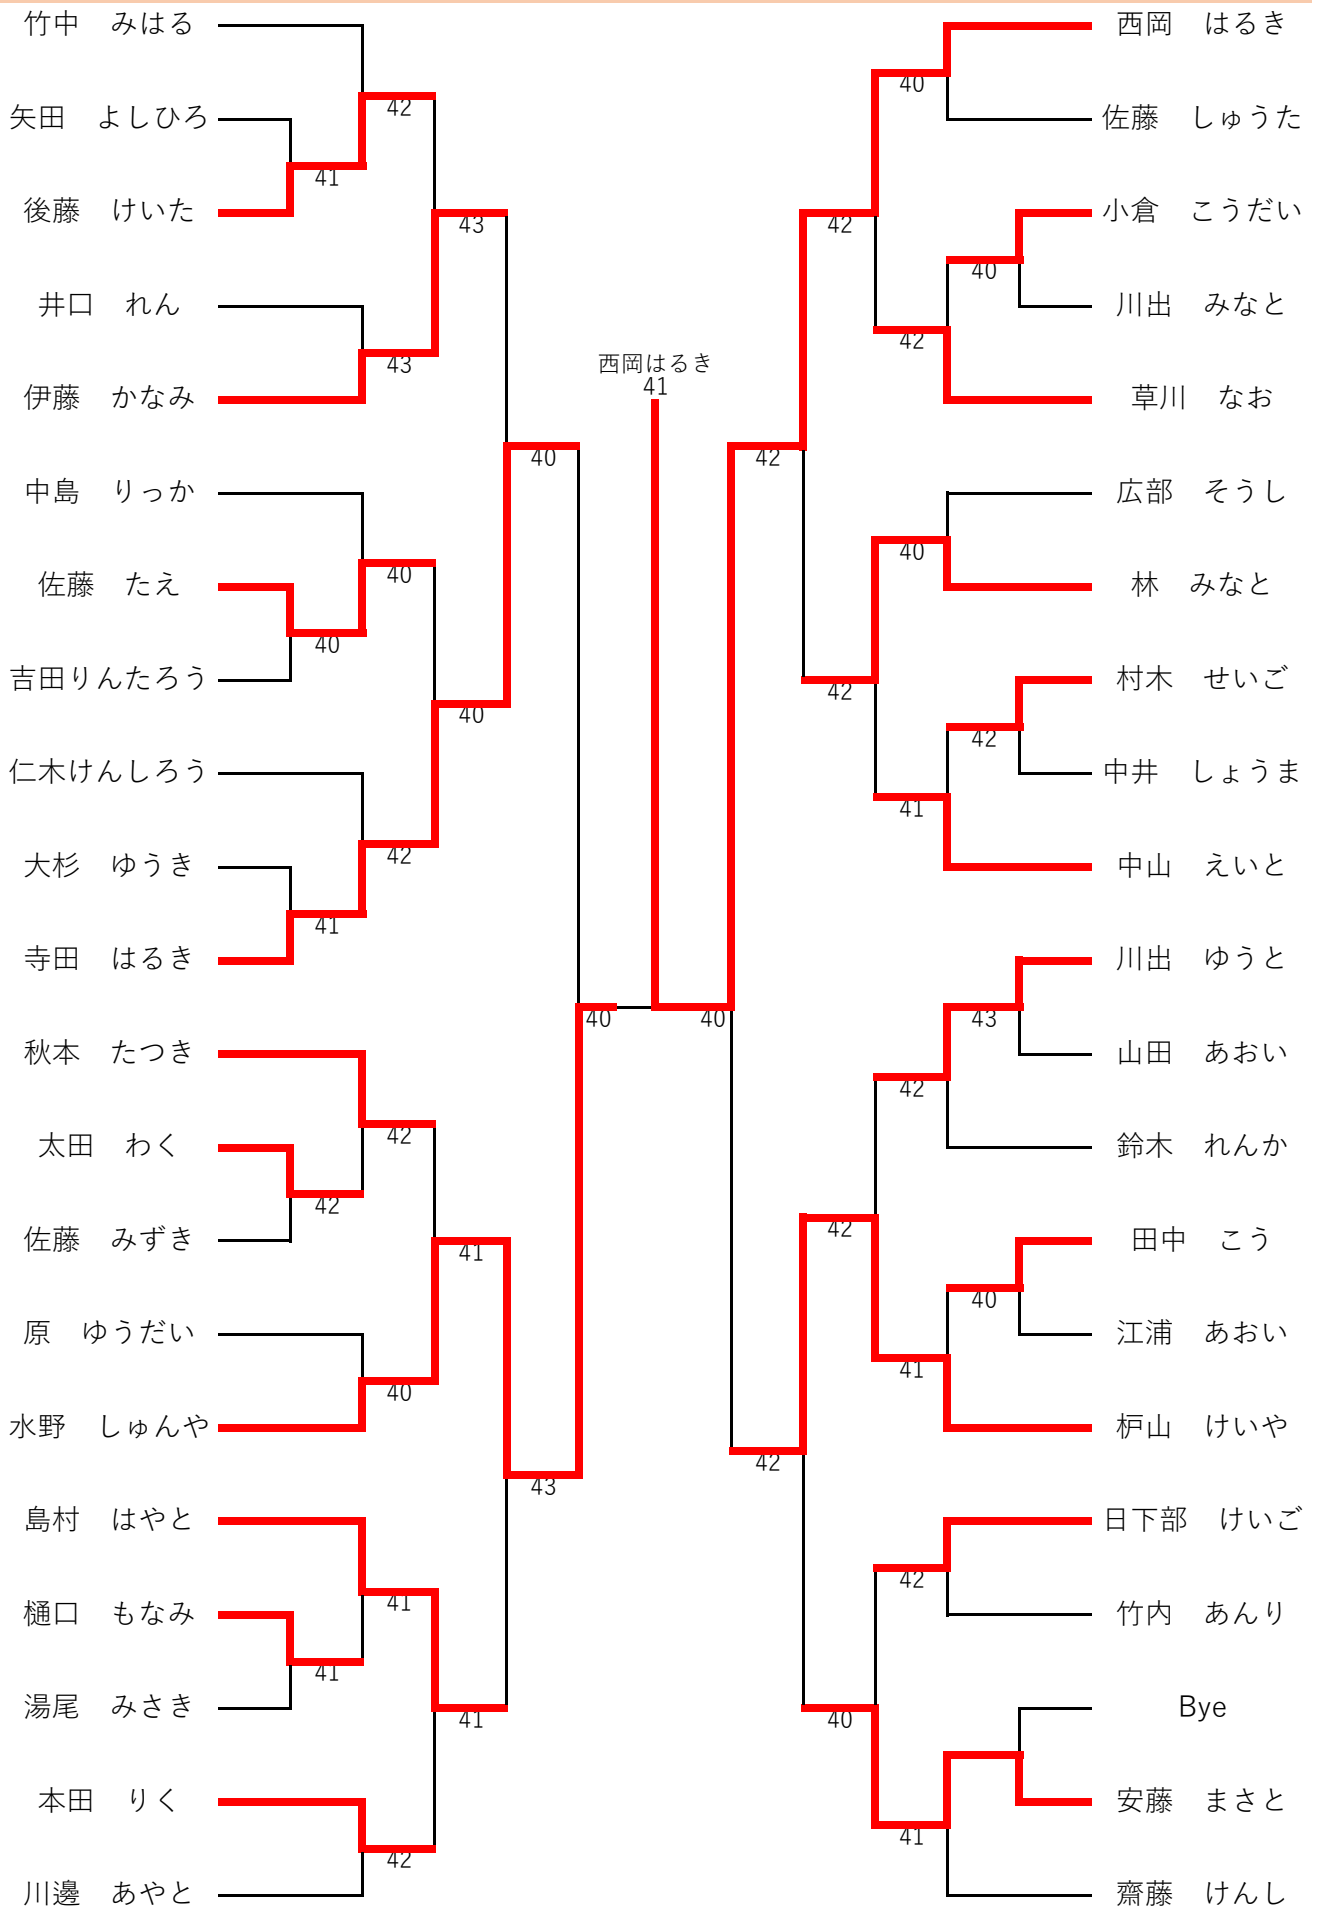 竹中　みはる
42
矢田　よしひろ
41
後藤　けいた
43
井口　れん
43
伊藤　かなみ
40
中島　りっか
40
佐藤　たえ
40
吉田りんたろう
40
仁木けんしろう
42
大杉　ゆうき
41
寺田　はるき
40
秋本　たつき
42
太田　わく
42
佐藤　みずき
41
原　ゆうだい
40
水野　しゅんや
43
島村　はやと
41
樋口　もなみ
41
湯尾　みさき
41
本田　りく
42
川邊　あやと
西岡はるき
41
西岡　はるき
40
佐藤　しゅうた
42
小倉　こうだい
40
川出　みなと
42
草川　なお
42
広部　そうし
40
林　みなと
42
村木　せいご
42
中井　しょうま
41
中山　えいと
40
川出　ゆうと
43
山田　あおい
42
鈴木　れんか
42
田中　こう
40
江浦　あおい
41
枦山　けいや
42
日下部　けいご
42
竹内　あんり
40
Bye
安藤　まさと
41
齋藤　けんし